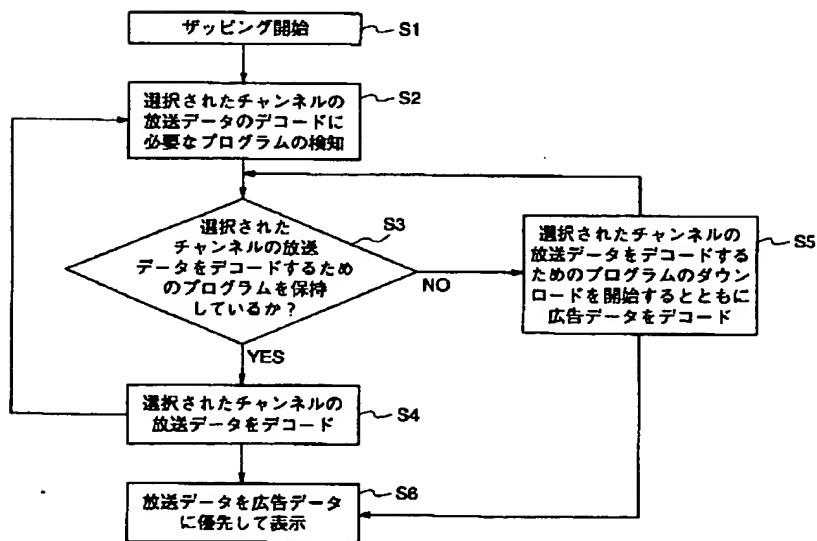 ザッピング開始
S1
選択されたチャンネルの
放送データのデコードに
必要なプログラムの検知
S2
選択された
チャンネルの放送
データをデコードするため
のプログラムを保持
しているか？
S3
NO
YES
選択されたチャンネルの
放送データをデコードする
ためのプログラムのダウン
ロードを開始するとともに
広告データをデコード
S5
選択されたチャンネルの
放送データをデコード
S4
放送データを広告データ
に優先して表示
S6